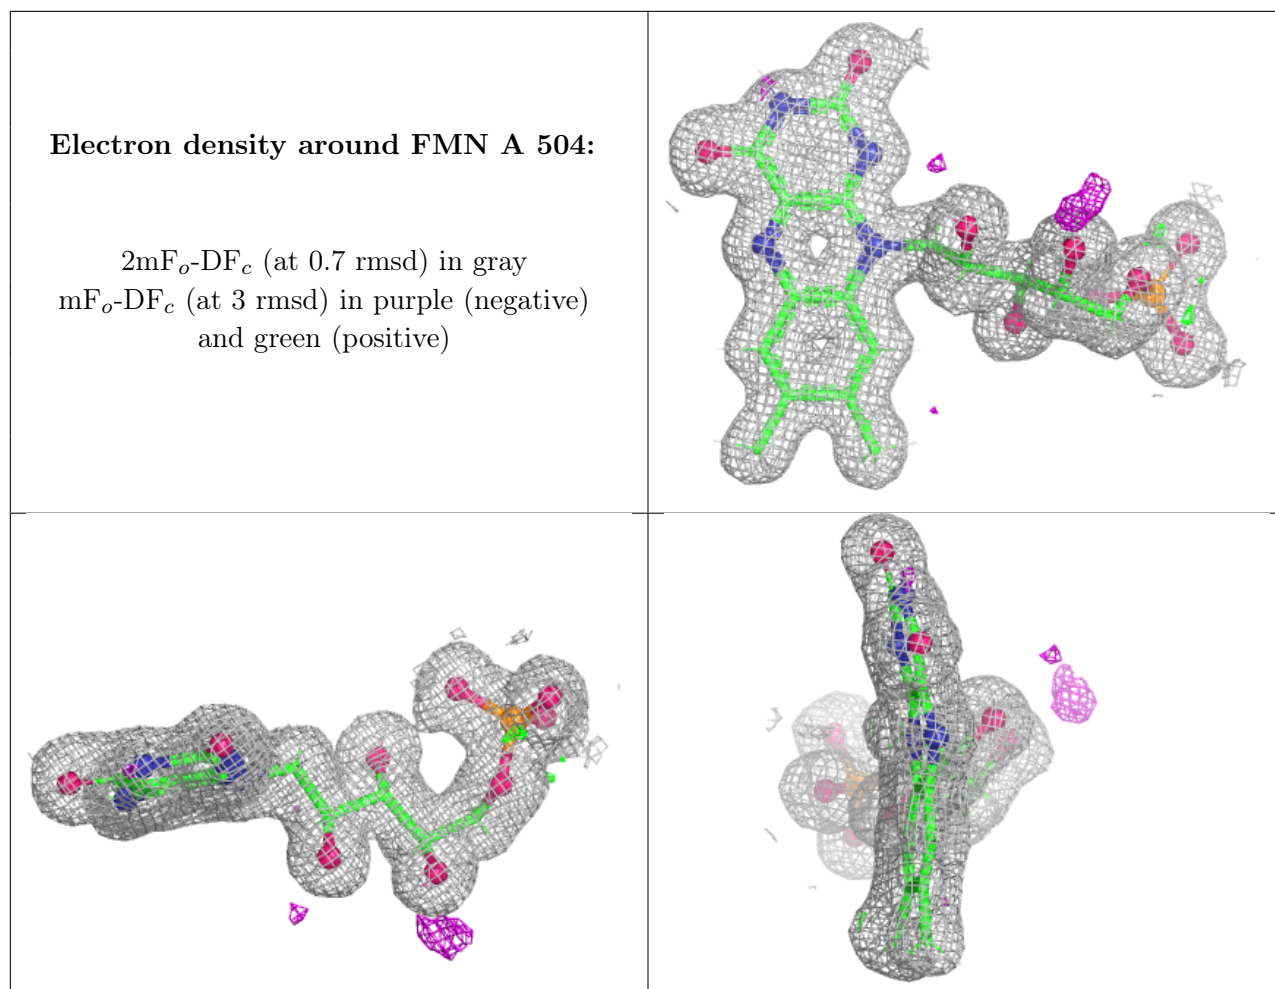 Electron density around FMN A 504:
2mFo-DFc (at 0.7 rmsd) in gray
mFo-DFc (at 3 rmsd) in purple (negative)
and green (positive)